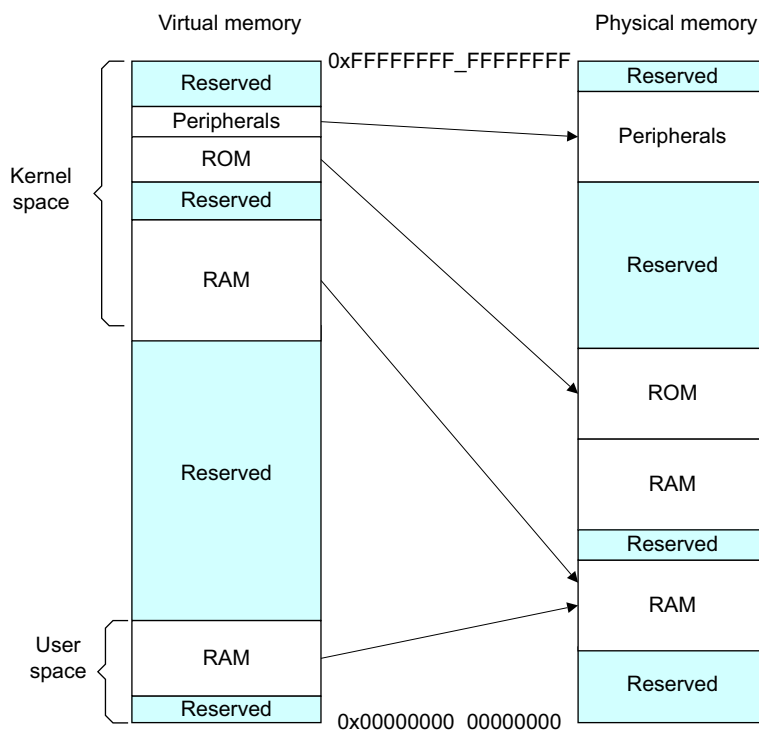 Virtual memory
Physical memory
0xFFFFFFFF_FFFFFFFF
Kernel
space
Reserved
Peripherals
ROM
Reserved
RAM
Reserved
User
space
RAM
Reserved
0x00000000 00000000
Reserved
Peripherals
Reserved
ROM
RAM
Reserved
RAM
Reserved